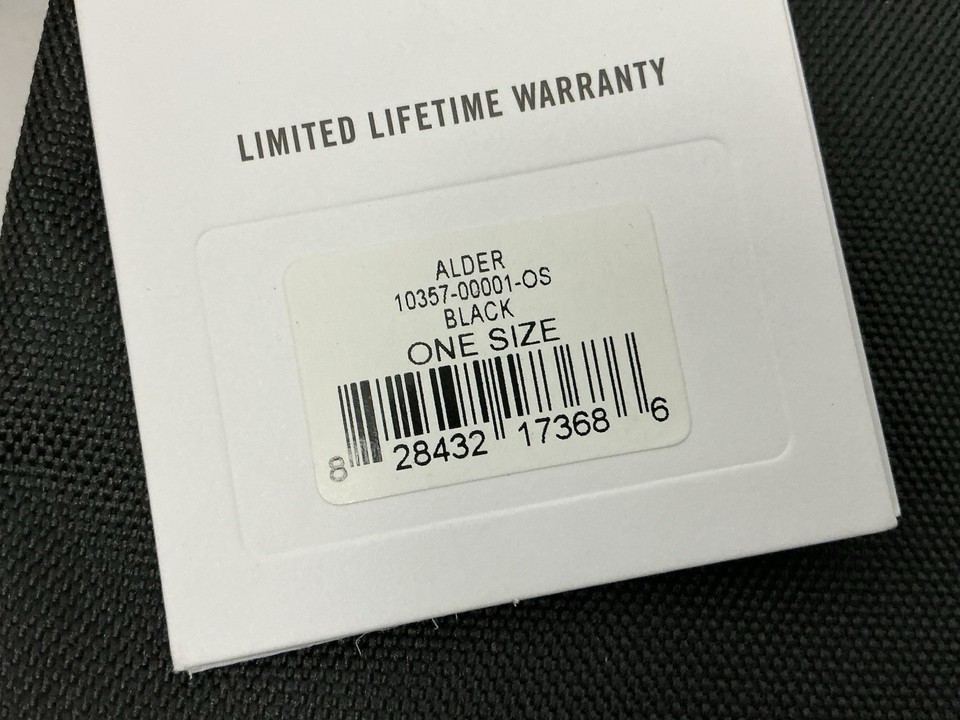 LIMITED LIFETIME WARRANTY
ALDER
10357-00001-OS
BLACK
ONE SIZE
8 28432 17368 6